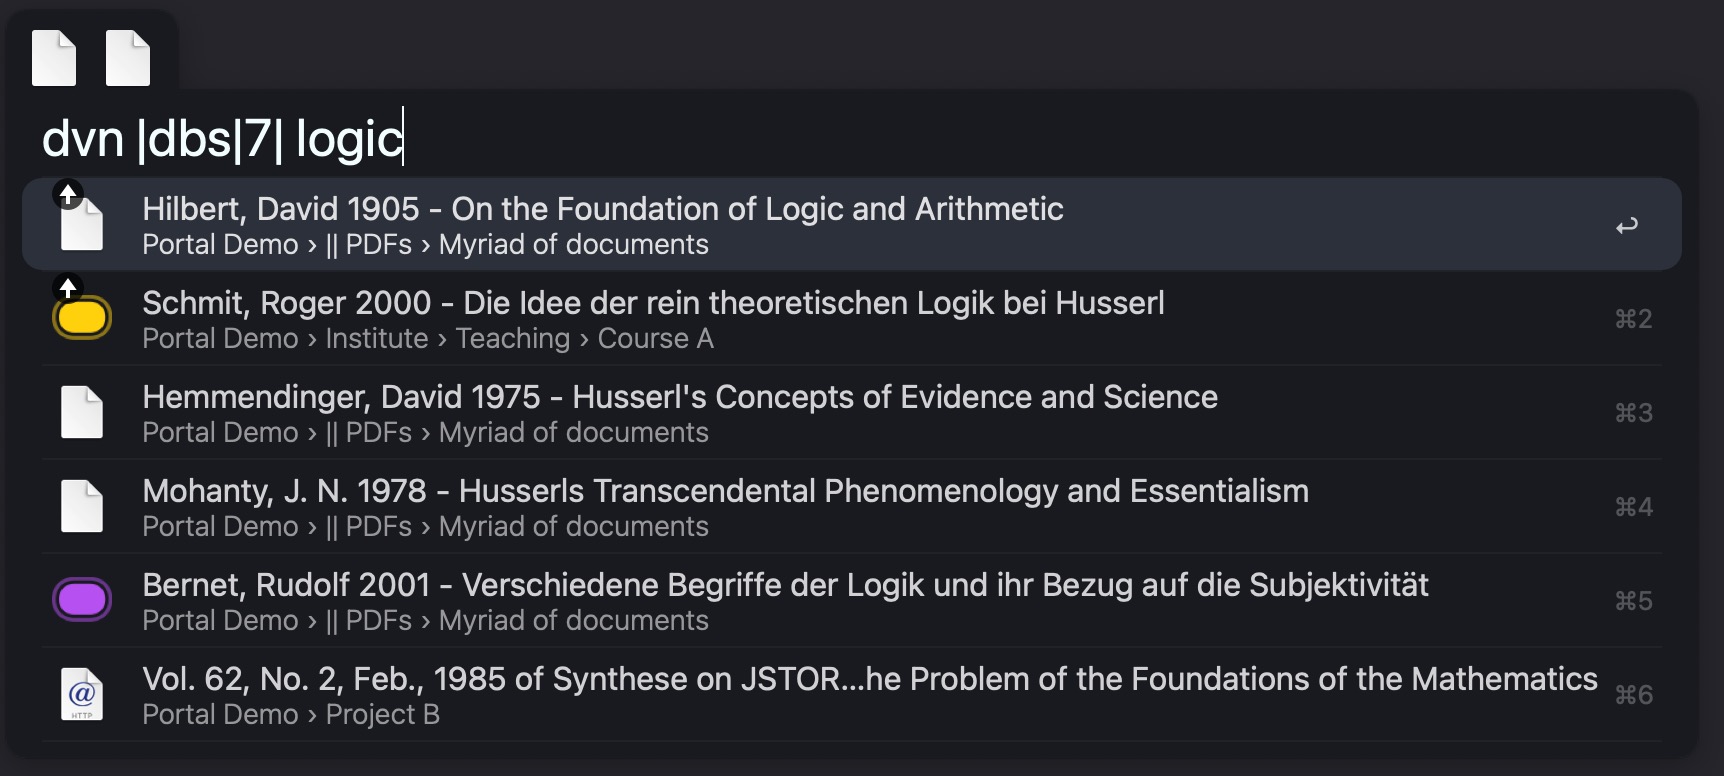 dvn |dbs|7| logic
Hilbert, David 1905 - On the Foundation of Logic and Arithmetic
Portal Demo › || PDFs › Myriad of documents
Schmit, Roger 2000 - Die Idee der rein theoretischen Logik bei Husserl
Portal Demo › Institute › Teaching › Course A
⌘2
Hemmendinger, David 1975 - Husserl's Concepts of Evidence and Science
Portal Demo › || PDFs › Myriad of documents
⌘3
Mohanty, J. N. 1978 - Husserls Transcendental Phenomenology and Essentialism
Portal Demo › || PDFs › Myriad of documents
⌘4
Bernet, Rudolf 2001 - Verschiedene Begriffe der Logik und ihr Bezug auf die Subjektivität
Portal Demo › || PDFs › Myriad of documents
⌘5
@
HTTP
Vol. 62, No. 2, Feb., 1985 of Synthese on JSTOR...he Problem of the Foundations of the Mathematics
Portal Demo › Project B
⌘6